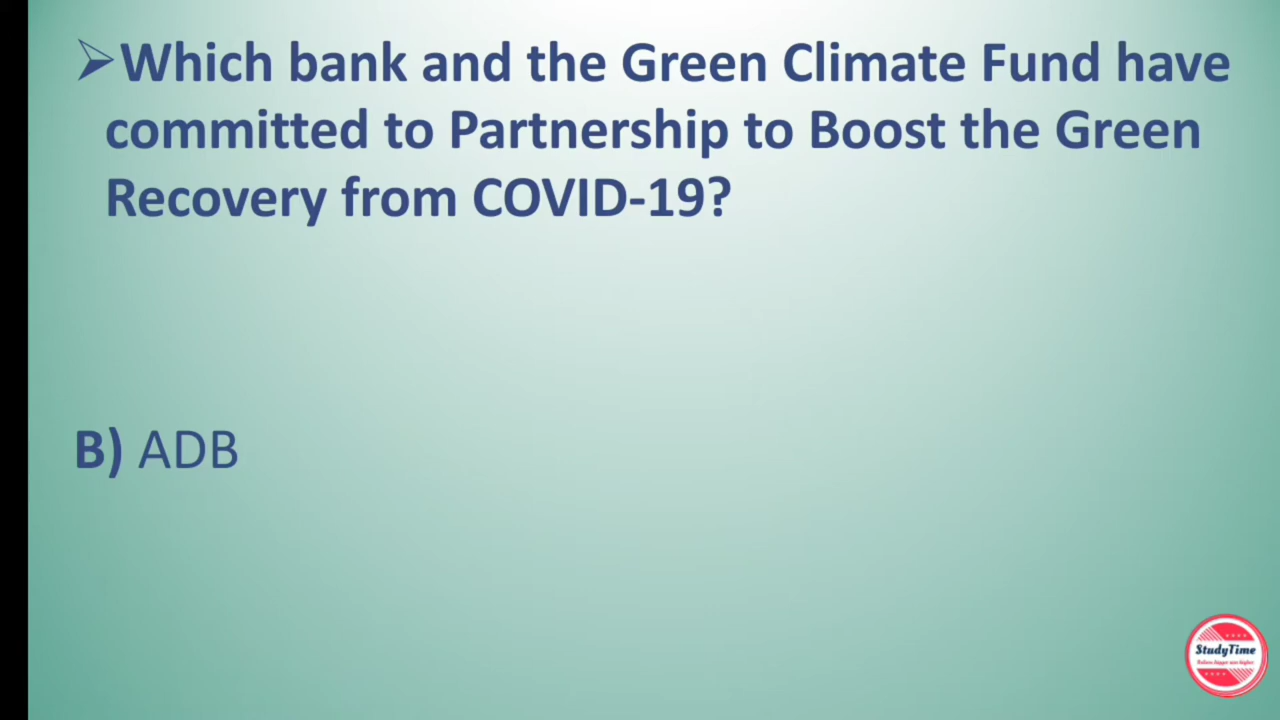 ➢Which bank and the Green Climate Fund have
committed to Partnership to Boost the Green
Recovery from COVID-19?
B) ADB
StudyTime